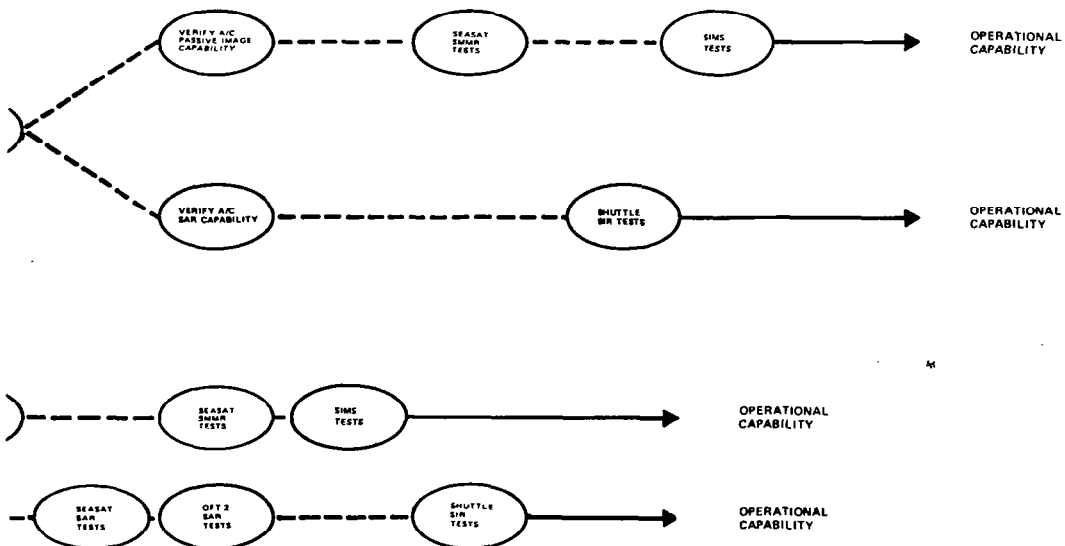 VERIFY A/C
PASSIVE IMAGE
CAPABILITY
SEASAT
SMMR
TESTS
SIMS
TESTS
OPERATIONAL
CAPABILITY
VERIFY A/C
SAR CAPABILITY
SHUTTLE
SIR TESTS
OPERATIONAL
CAPABILITY
SEASAT
SMMR
TESTS
SIMS
TESTS
OPERATIONAL
CAPABILITY
SEASAT
SAR
TESTS
OFT 2
SAR
TESTS
SHUTTLE
SIR
TESTS
OPERATIONAL
CAPABILITY